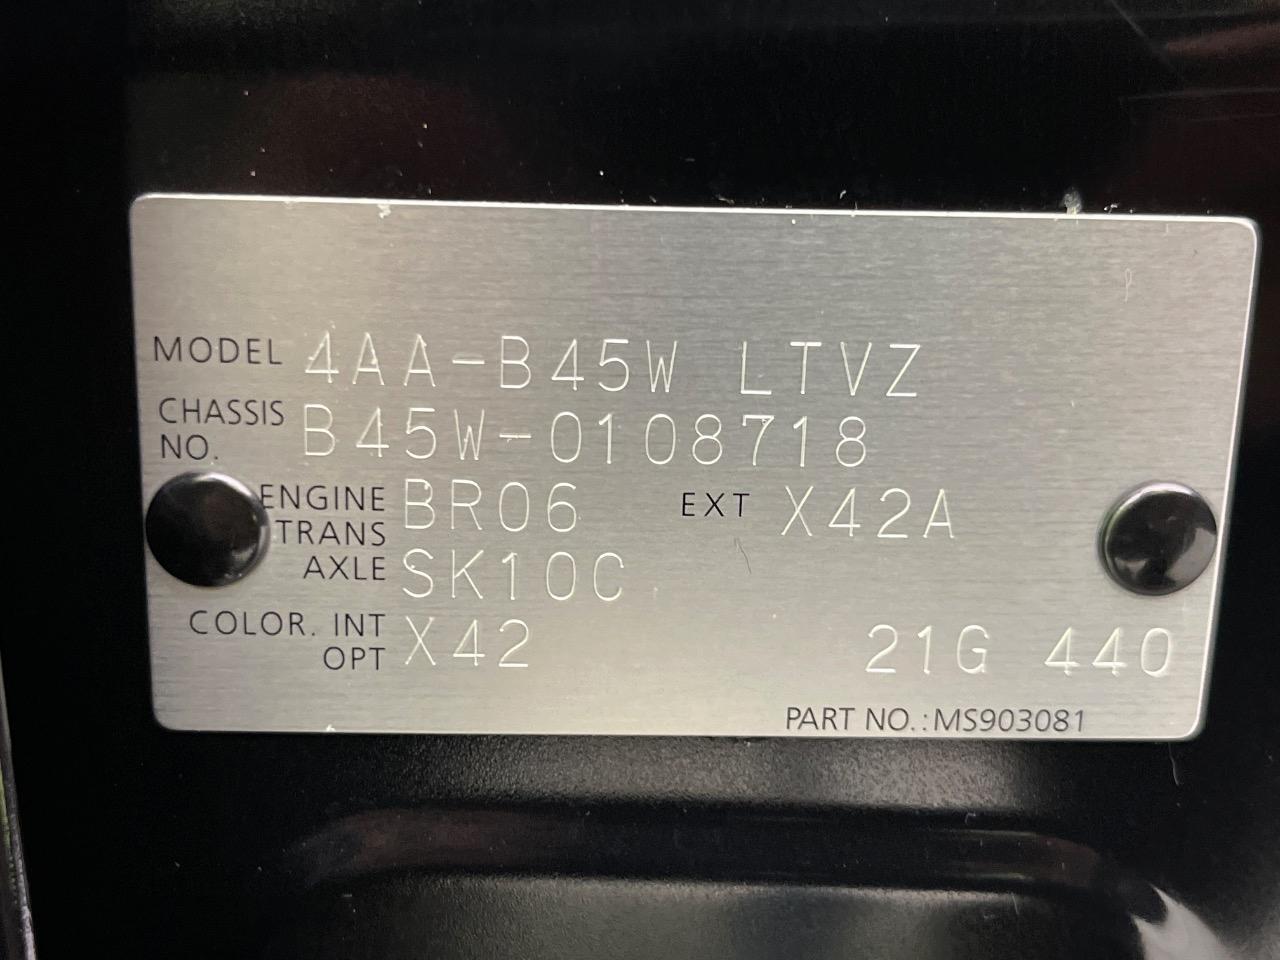 MODEL 4AA-B45W LTVZ
CHASSIS NO. B45W-0108718
ENGINE BR06 EXT X42A
TRANS AXLE SK10C
COLOR. INT OPT X42 21G 440
PART NO.:MS903081